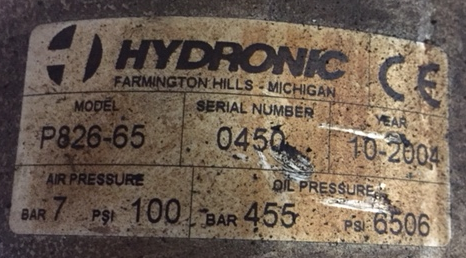 HYDRONIC
FARMINGTON HILLS - MICHIGAN
CE
MODEL SERIAL NUMBER YEAR
P826-65 0450 10-2004
AIR PRESSURE OIL PRESSURE
BAR 7 PSI 100 BAR 455 PSI 6506